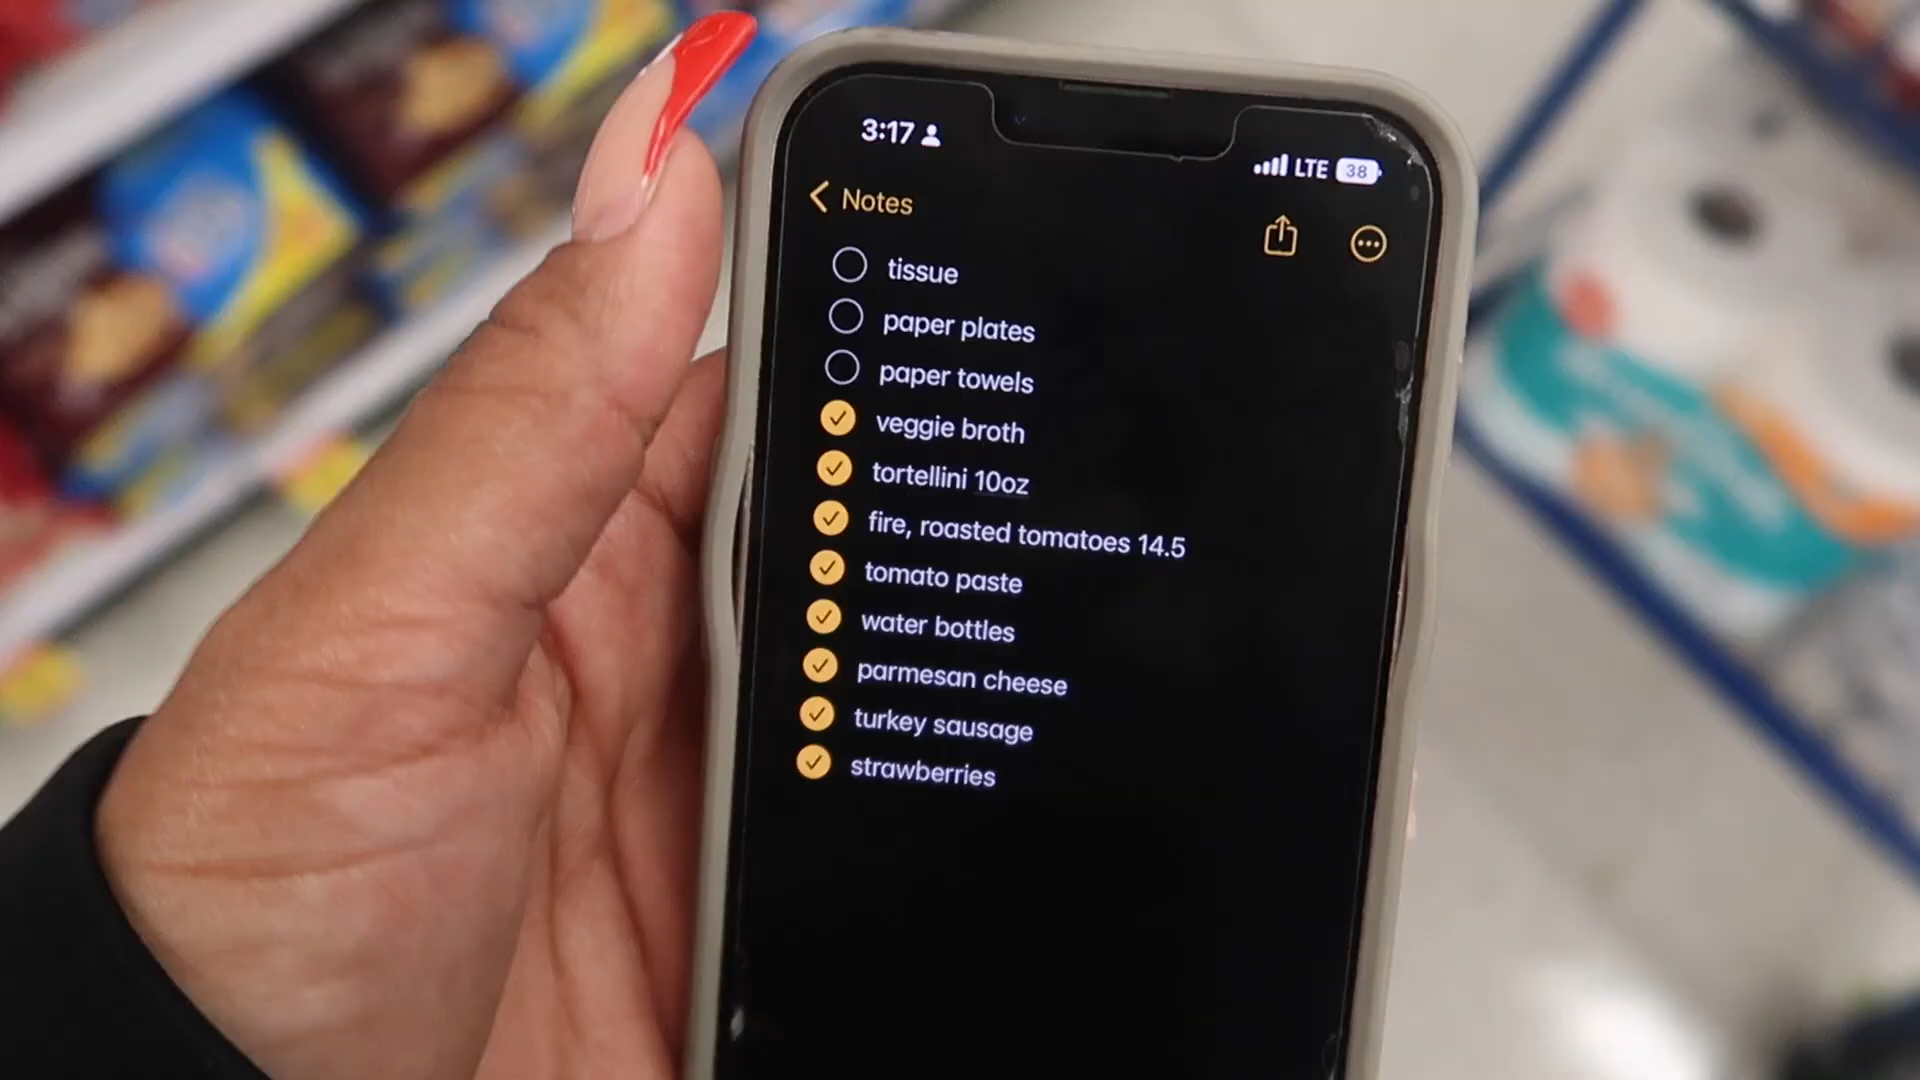 3:17
LTE 38
Notes
tissue
paper plates
paper towels
veggie broth
tortellini 10oz
fire, roasted tomatoes 14.5
tomato paste
water bottles
parmesan cheese
turkey sausage
strawberries